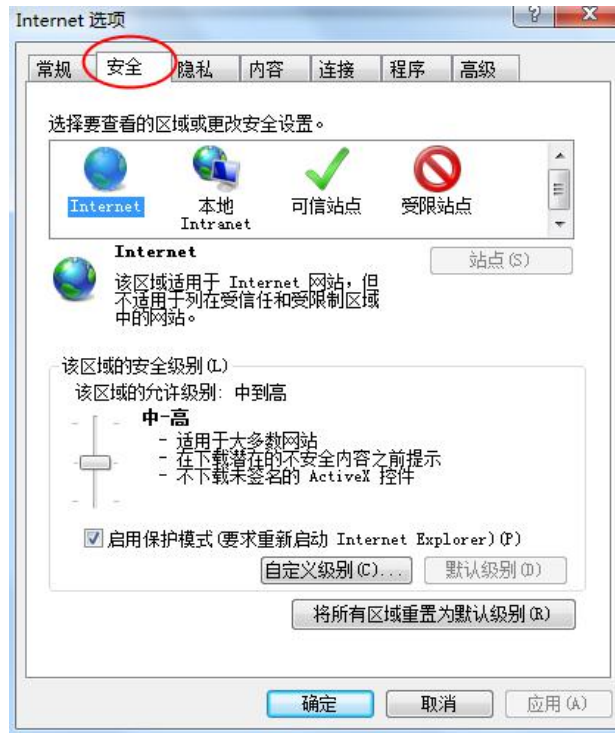 Internet 选项
常规 安全 隐私 内容 连接 程序 高级
选择要查看的区域或更改安全设置。
Internet 本地 Intranet 可信站点 受限站点
Internet
站点(S)
该区域适用于 Internet 网站，但
不适用于列在受信任和受限制区域
中的网站。
该区域的安全级别(L)
该区域的允许级别: 中到高
中-高
- 适用于大多数网站
- 在下载潜在的不安全内容之前提示
- 不下载未签名的 ActiveX 控件
启用保护模式(要求重新启动 Internet Explorer)(P)
自定义级别(C)... 默认级别(D)
将所有区域重置为默认级别(R)
确定 取消 应用(A)